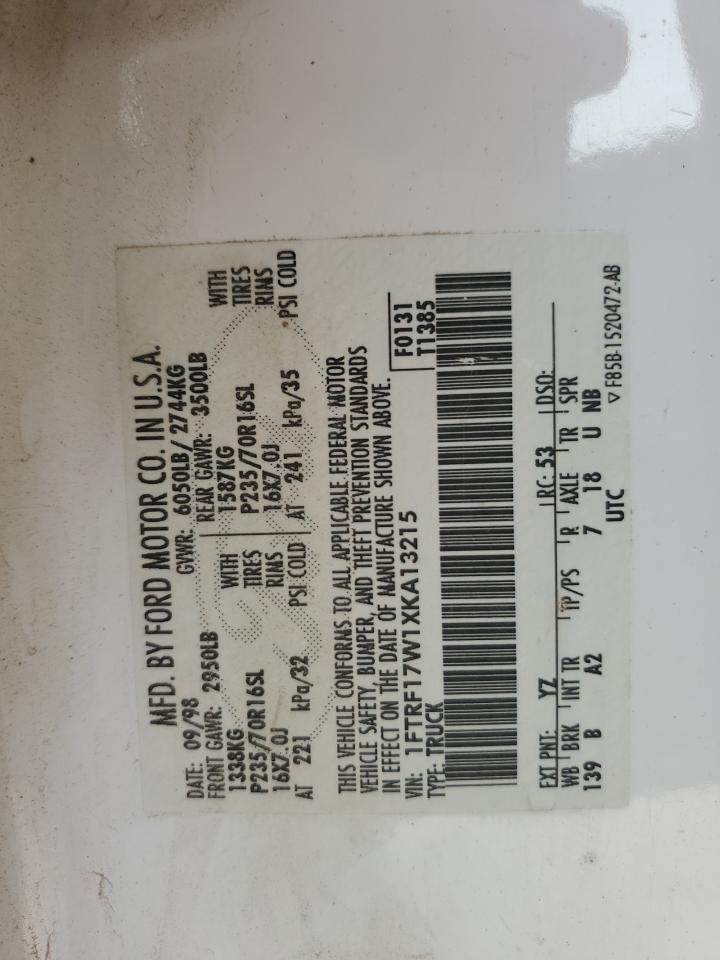 MFD. BY FORD MOTOR CO. IN U.S.A.
DATE: 09/98 GVWR: 6050LB/ 2744KG
FRONT GAWR: 2950LB REAR GAWR: 3500LB
1338KG WITH 1587KG WITH
P235/70R16SL TIRES P235/70R16SL TIRES
16X7.0J RIMS 16X7.0J RIMS
AT 221 kPa/32 PSI COLD AT 241 kPa/35 PSI COLD
THIS VEHICLE CONFORMS TO ALL APPLICABLE FEDERAL MOTOR
VEHICLE SAFETY, BUMPER, AND THEFT PREVENTION STANDARDS
IN EFFECT ON THE DATE OF MANUFACTURE SHOWN ABOVE.
VIN: 1FTRF17W1XKA13215 F0131
TYPE: TRUCK T1385
EXT PNT: YZ RC: 53 DSO:
WB BRK INT TR TP/PS R AXLE TR SPR
139 B A2 7 18 U NB
UTC ▽ F85B-1520472-AB